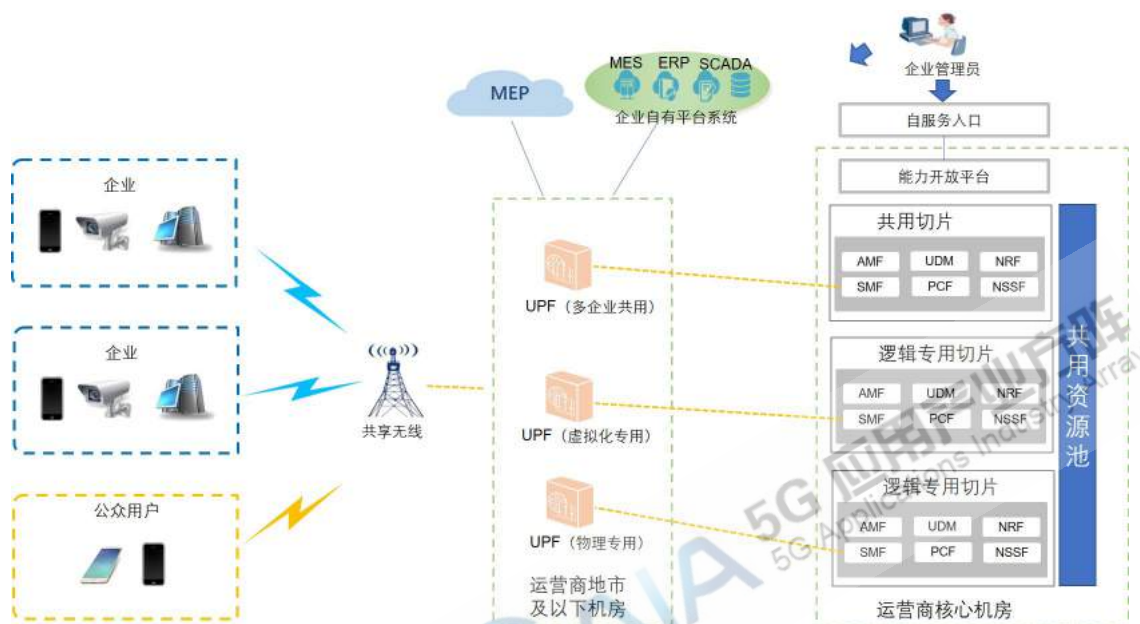 企业管理员
MES ERP SCADA
MEP
企业自有平台系统
自服务入口
能力开放平台
企业
企业
公众用户
共享无线
UPF（多企业共用）
UPF（虚拟化专用）
UPF（物理专用）
运营商地市
及以下机房
共用切片
AMF UDM NRF
SMF PCF NSSF
逻辑专用切片
AMF UDM NRF
SMF PCF NSSF
逻辑专用切片
AMF UDM NRF
SMF PCF NSSF
共用资源池
运营商核心机房
5G 应用产业方阵
5G Applications Industry Array